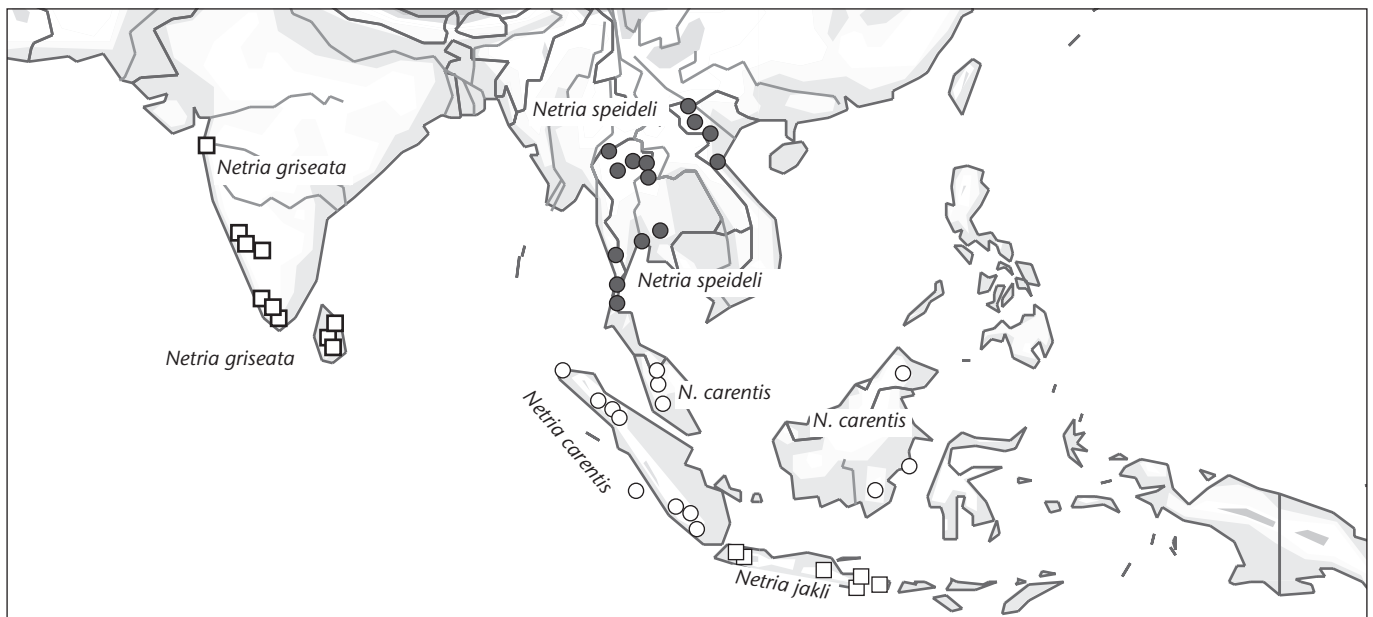 Netria speideli
Netria griseata
Netria speideli
Netria griseata
N. carentis
Netria carentis
N. carentis
Netria jakli